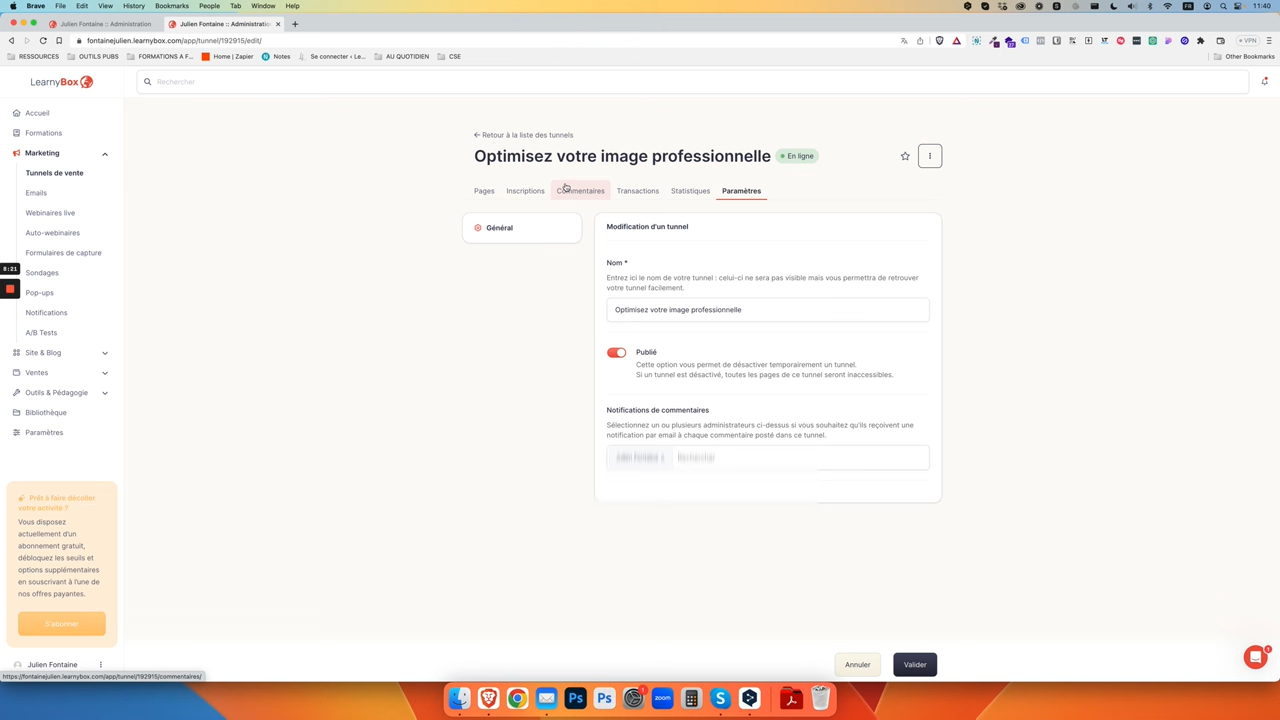 Brave File Edit View History Bookmarks People Tab Window Help FR 11:40
Julien Fontaine :: Administration
Julien Fontaine :: Administratio
fontainejulien.learnybox.com/app/tunnel/192915/edit/
VPN
RESSOURCES OUTILS PUBS FORMATIONS A F... Home | Zapier Notes Se connecter ‹ Le... AU QUOTIDIEN CSE Other Bookmarks
LearnyBox
Rechercher
Accueil
Formations
Marketing
Tunnels de vente
Emails
Webinaires live
Auto-webinaires
Formulaires de capture
Sondages
Pop-ups
Notifications
A/B Tests
Site & Blog
Ventes
Outils & Pédagogie
Bibliothèque
Paramètres
8:21
Prêt à faire décoller
votre activité ?
Vous disposez
actuellement d'un
abonnement gratuit,
débloquez les seuils et
options supplémentaires
en souscrivant à l'une de
nos offres payantes.
S'abonner
Julien Fontaine
https://fontainejulien.learnybox.com/app/tunnel/192915/commentaires/
← Retour à la liste des tunnels
Optimisez votre image professionnelle
En ligne
Pages Inscriptions Commentaires Transactions Statistiques Paramètres
Général
Modification d'un tunnel
Nom *
Entrez ici le nom de votre tunnel : celui-ci ne sera pas visible mais vous permettra de retrouver
votre tunnel facilement.
Optimisez votre image professionnelle
Publié
Cette option vous permet de désactiver temporairement un tunnel.
Si un tunnel est désactivé, toutes les pages de ce tunnel seront inaccessibles.
Notifications de commentaires
Sélectionnez un ou plusieurs administrateurs ci-dessus si vous souhaitez qu'ils reçoivent une
notification par email à chaque commentaire posté dans ce tunnel.
Annuler
Valider
1
Ps
Ps
zoom